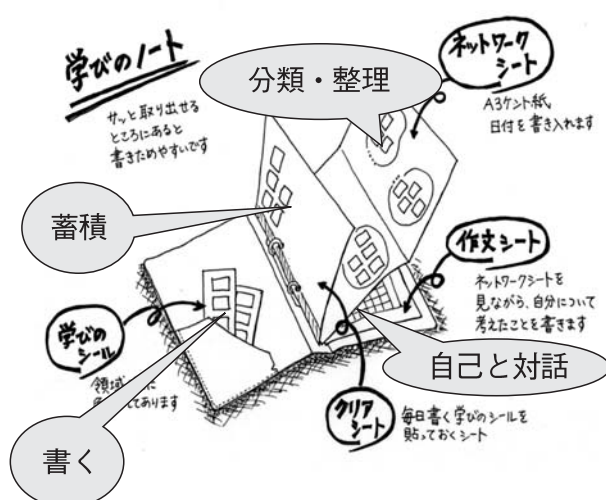 学びのノート
サッと取り出せる
ところにあると
書きためやすいです
分類・整理
ネットワーク
シート
A3ケント紙
日付を書き入れます
蓄積
作文シート
ネットワークシートを
見ながら、自分について
考えたことを書きます
自己と対話
学びの
シール
領域
してあります
書く
クリア
シート
毎日書く学びのシールを
貼っておくシート